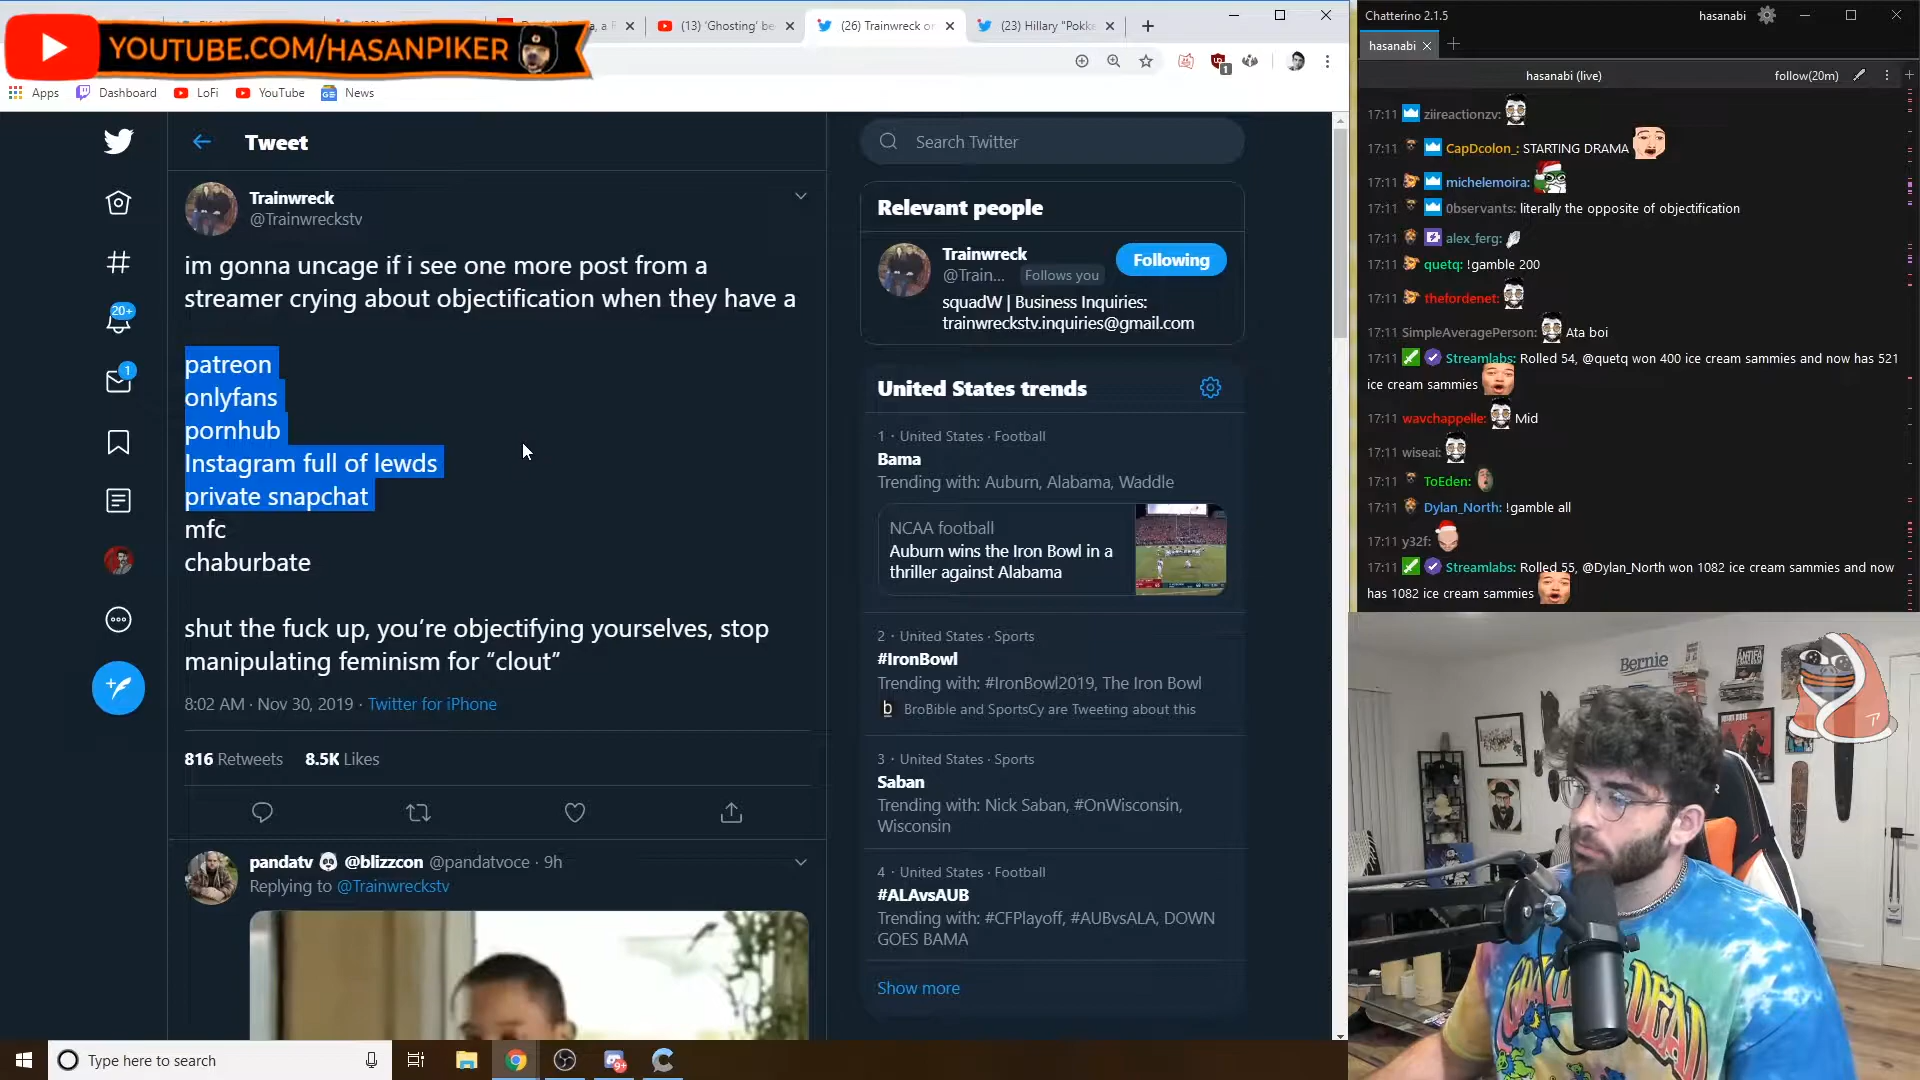 (13) 'Ghosting' be
(26) Trainwreck o
(23) Hillary "Pokke
YOUTUBE.COM/HASANPIKER
Apps
Dashboard
LoFi
YouTube
News
Tweet
Search Twitter
Trainwreck
@Trainwreckstv
im gonna uncage if i see one more post from a
streamer crying about objectification when they have a
patreon
onlyfans
pornhub
Instagram full of lewds
private snapchat
mfc
chaburbate
shut the fuck up, you're objectifying yourselves, stop
manipulating feminism for “clout”
8:02 AM · Nov 30, 2019 · Twitter for iPhone
816 Retweets 8.5K Likes
pandatv @blizzcon @pandatvoce · 9h
Replying to @Trainwreckstv
20+
1
Relevant people
Trainwreck
@Train... Follows you
Following
squadW | Business Inquiries:
trainwreckstv.inquiries@gmail.com
United States trends
1 · United States · Football
Bama
Trending with: Auburn, Alabama, Waddle
NCAA football
Auburn wins the Iron Bowl in a
thriller against Alabama
2 · United States · Sports
#IronBowl
Trending with: #IronBowl2019, The Iron Bowl
BroBible and SportsCy are Tweeting about this
3 · United States · Sports
Saban
Trending with: Nick Saban, #OnWisconsin,
Wisconsin
4 · United States · Football
#ALAvsAUB
Trending with: #CFPlayoff, #AUBvsALA, DOWN
GOES BAMA
Show more
Type here to search
Chatterino 2.1.5
hasanabi
hasanabi
hasanabi (live)
follow(20m)
17:11 ziireactionzv:
17:11 CapDcolon_: STARTING DRAMA
17:11 michelemoira:
17:11 0bservants: literally the opposite of objectification
17:11 alex_ferg:
17:11 quetq: !gamble 200
17:11 thefordenet:
17:11 SimpleAveragePerson: Ata boi
17:11 Streamlabs: Rolled 54, @quetq won 400 ice cream sammies and now has 521
ice cream sammies
17:11 wavchappelle: Mid
17:11 wiseai:
17:11 ToEden:
17:11 Dylan_North: !gamble all
17:11 y32f:
17:11 Streamlabs: Rolled 55, @Dylan_North won 1082 ice cream sammies and now
has 1082 ice cream sammies
Bernie
ANTIFA
GRATEFUL DEAD